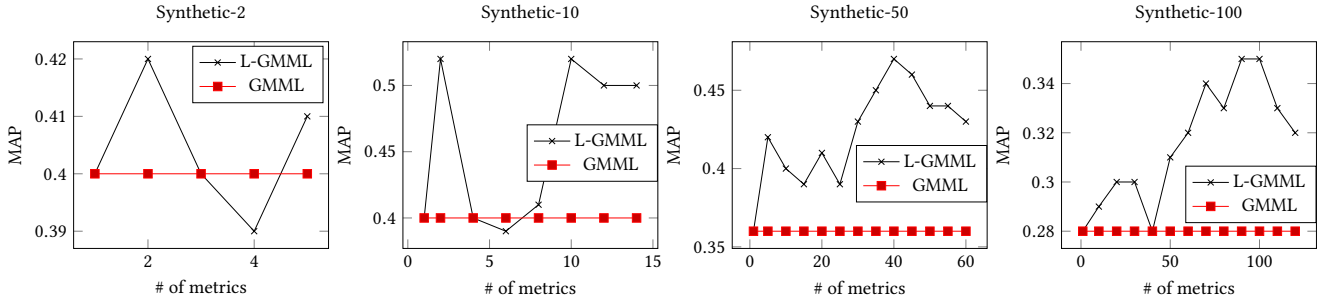 Synthetic-2
0.42
0.41
0.4
0.39
2
4
MAP
# of metrics
L-GMML
GMML
Synthetic-10
0.5
0.45
0.4
0
5
10
15
MAP
# of metrics
L-GMML
GMML
Synthetic-50
0.45
0.4
0.35
0
20
40
60
MAP
# of metrics
L-GMML
GMML
Synthetic-100
0.34
0.32
0.3
0.28
0
50
100
MAP
# of metrics
L-GMML
GMML